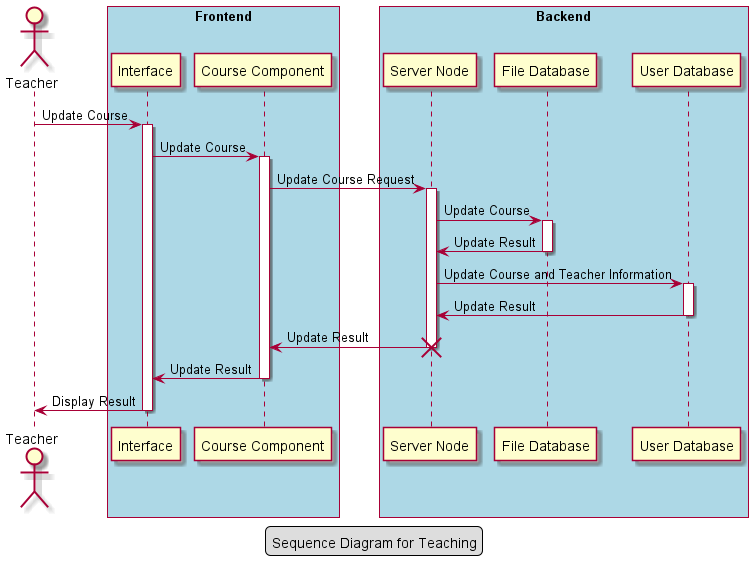 Frontend
Backend
Teacher
Interface
Course Component
Server Node
File Database
User Database
Update Course
Update Course
Update Course Request
Update Course
Update Result
Update Course and Teacher Information
Update Result
Update Result
Update Result
Display Result
Teacher
Interface
Course Component
Server Node
File Database
User Database
Sequence Diagram for Teaching